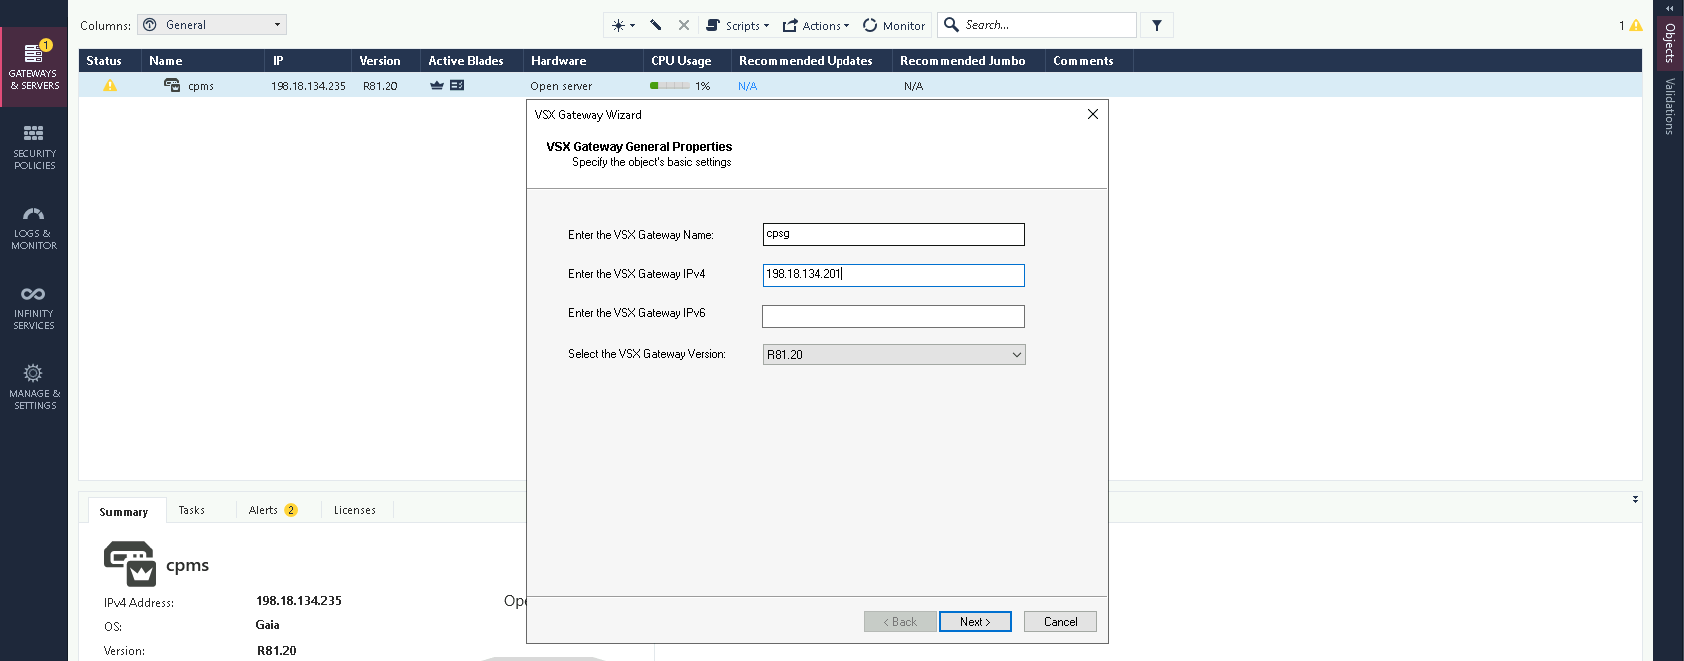 Columns: General
Scripts Actions Monitor Search...
1
1
GATEWAYS
& SERVERS
SECURITY
POLICIES
LOGS &
MONITOR
INFINITY
SERVICES
MANAGE &
SETTINGS
Status Name IP Version Active Blades Hardware CPU Usage Recommended Updates Recommended Jumbo Comments
cpms 198.18.134.235 R81.20 Open server 1% N/A N/A
VSX Gateway Wizard
VSX Gateway General Properties
Specify the object's basic settings
Enter the VSX Gateway Name: cpsg
Enter the VSX Gateway IPv4 198.18.134.201
Enter the VSX Gateway IPv6
Select the VSX Gateway Version: R81.20
< Back Next > Cancel
Summary Tasks Alerts 2 Licenses
cpms
IPv4 Address: 198.18.134.235 Ope
OS: Gaia
Version: R81.20
Objects
Validations